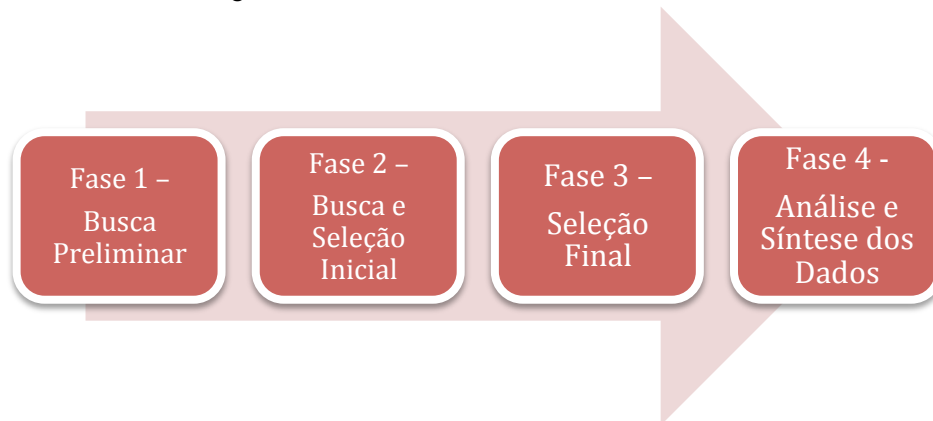 Fase 1 –
Busca
Preliminar
Fase 2 –
Busca e
Seleção
Inicial
Fase 3 –
Seleção
Final
Fase 4 -
Análise e
Síntese dos
Dados